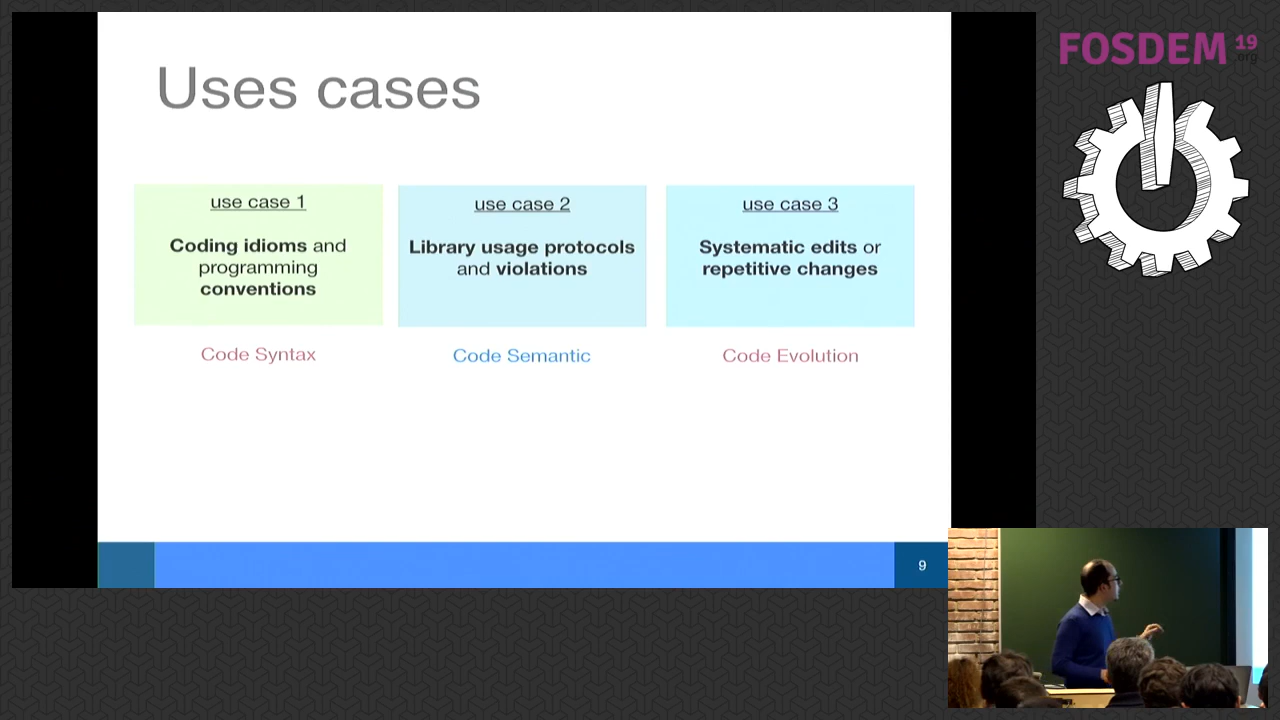 Uses cases
use case 1
Coding idioms and
programming
conventions
Code Syntax
use case 2
Library usage protocols
and violations
Code Semantic
use case 3
Systematic edits or
repetitive changes
Code Evolution
9
FOSDEM 19
.org